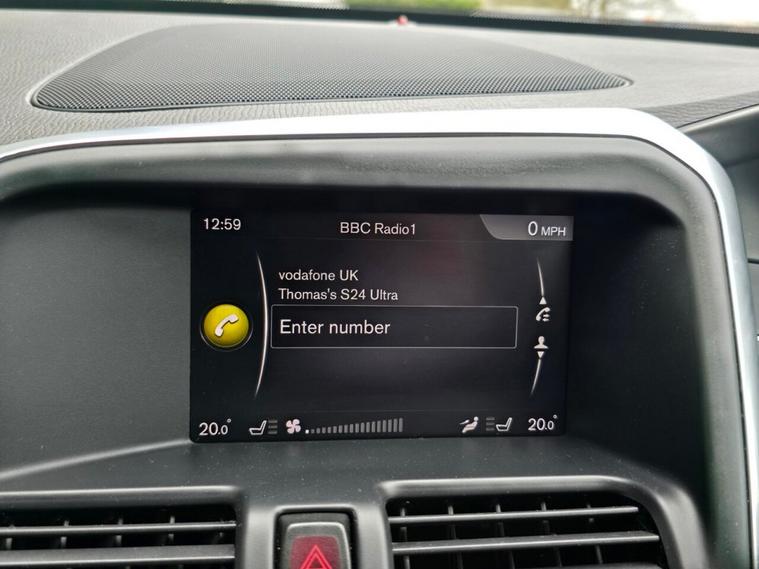 12:59
BBC Radio1
0 MPH
vodafone UK
Thomas's S24 Ultra
Enter number
20.0°
20.0°